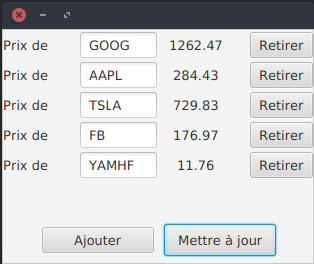 Prix de GOOG 1262.47 Retirer
Prix de AAPL 284.43 Retirer
Prix de TSLA 729.83 Retirer
Prix de FB 176.97 Retirer
Prix de YAMHF 11.76 Retirer
Ajouter Mettre à jour